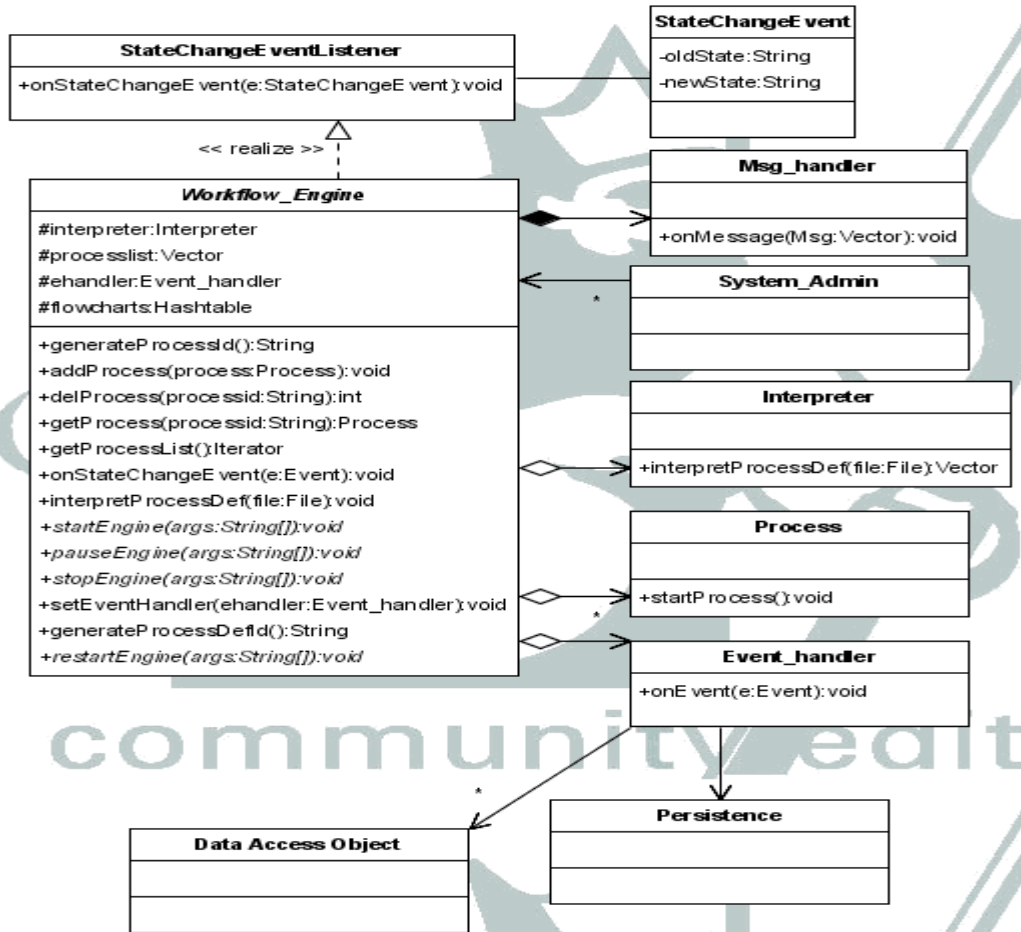 StateChangeEventListener
+onStateChangeEvent(e:StateChangeEvent):void
StateChangeEvent
-oldState:String
-newState:String
<< realize >>
Workflow_Engine
#interpreter:Interpreter
#processlist:Vector
#ehandler:Event_handler
#flowcharts:Hashtable
+generateProcessId():String
+addProcess(process:Process):void
+delProcess(processid:String):int
+getProcess(processid:String):Process
+getProcessList():Iterator
+onStateChangeEvent(e:Event):void
+interpretProcessDef(file:File):void
+startEngine(args:String[]):void
+pauseEngine(args:String[]):void
+stopEngine(args:String[]):void
+setEventHandler(ehandler:Event_handler):void
+generateProcessDefId():String
+restartEngine(args:String[]):void
Msg_handler
+onMessage(Msg:Vector):void
System_Admin
*
Interpreter
+interpretProcessDef(file:File):Vector
Process
+startProcess():void
*
Event_handler
+onEvent(e:Event):void
community edit
*
Data Access Object
Persistence